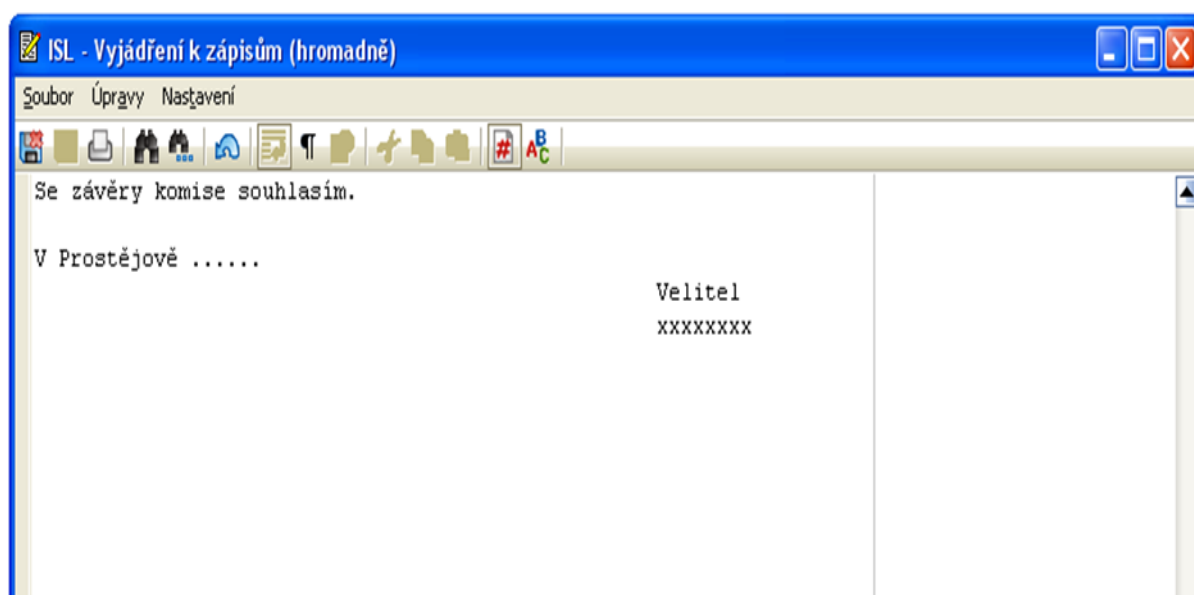 ISL - Vyjádření k zápisům (hromadně)
Soubor Úpravy Nastavení
Se závěry komise souhlasím.
V Prostějově ......
Velitel
xxxxxxxx